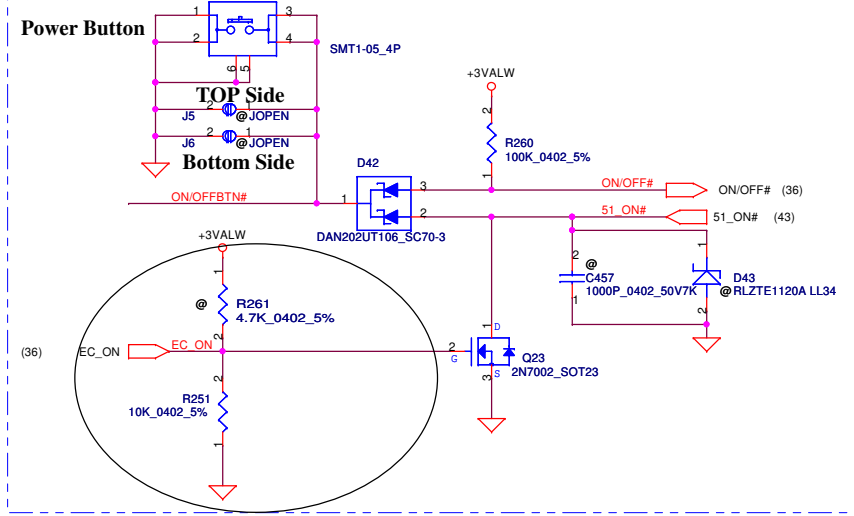 Power Button
1
2
3
4
6
5
SMT1-05_4P
TOP Side
J5
2
1
@
JOPEN
J6
2
1
@
JOPEN
Bottom Side
+3VALW
2
R260
100K_0402_5%
1
D42
ON/OFFBTN#
1
3
2
ON/OFF#
ON/OFF#
(36)
51_ON#
51_ON#
(43)
DAN202UT106_SC70-3
+3VALW
1
@
R261
4.7K_0402_5%
2
2
@
C457
1000P_0402_50V7K
1
1
D43
@
RLZTE1120A LL34
2
(36)
EC_ON
EC_ON
2
G
1
D
Q23
2N7002_SOT23
3
S
2
R251
10K_0402_5%
1